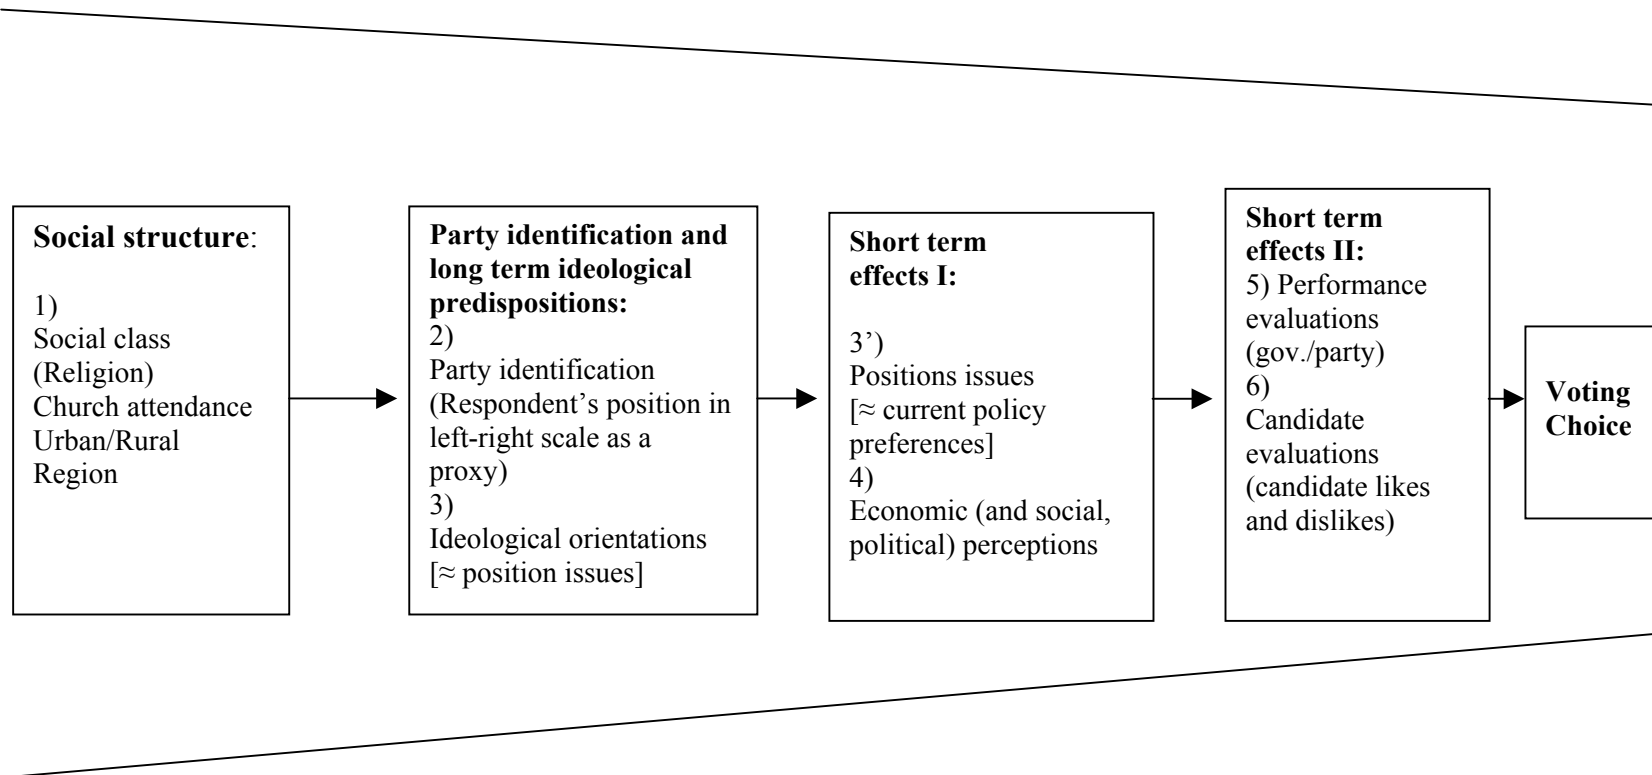 Social structure:
1)
Social class
(Religion)
Church attendance
Urban/Rural
Region
Party identification and
long term ideological
predispositions:
2)
Party identification
(Respondent’s position in
left-right scale as a
proxy)
3)
Ideological orientations
[≈ position issues]
Short term
effects I:
3’)
Positions issues
[≈ current policy
preferences]
4)
Economic (and social,
political) perceptions
Short term
effects II:
5) Performance
evaluations
(gov./party)
6)
Candidate
evaluations
(candidate likes
and dislikes)
Voting
Choice